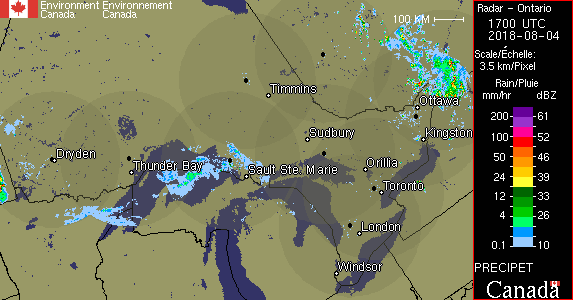 Environment Environnement
Canada Canada
100 KM
Timmins
Ottawa
Sudbury
Kingston
Dryden
Thunder Bay
Sault Ste. Marie
Orillia
Toronto
London
Windsor
Radar - Ontario
1700 UTC
2018-08-04
Scale/Échelle:
3.5 km/Pixel
Rain/Pluie
mm/hr dBZ
200 61
100 52
50 46
24 39
12 33
4 26
2 18
0.1 10
PRECIPET
Canada